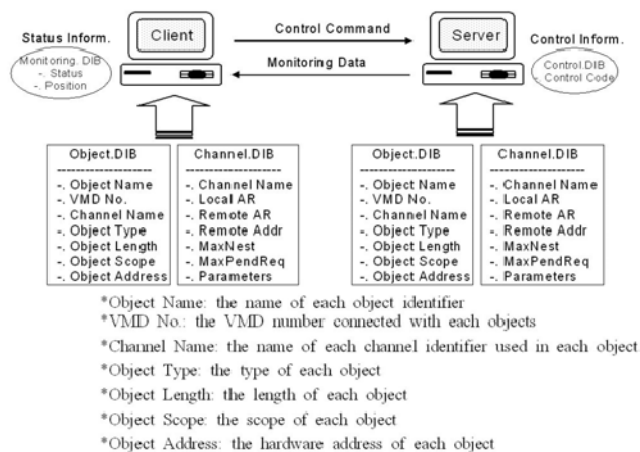 Status Inform.
Client
Control Command
Server
Control Inform.
Monitoring. DIB
-. Status
-. Position
Monitoring Data
Control.DIB
-. Control Code
Object.DIB
--------------------
-. Object Name
-. VMD No.
-. Channel Name
=. Object Type
-. Object Length
-. Object Scope
-. Object Address
Channel.DIB
--------------------
-. Channel Name
-. Local AR
-. Remote AR
=. Remote Addr
-. MaxNest
-. MaxPendReq
-. Parameters
Object.DIB
--------------------
-. Object Name
-. VMD No.
-. Channel Name
=. Object Type
-. Object Length
-. Object Scope
-. Object Address
Channel.DIB
--------------------
-. Channel Name
-. Local AR
-. Remote AR
=. Remote Addr
-. MaxNest
-. MaxPendReq
-. Parameters
*Object Name: the name of each object identifier
*VMD No.: the VMD number connected with each objects
*Channel Name: the name of each channel identifier used in each object
*Object Type: the type of each object
*Object Length: the length of each object
*Object Scope: the scope of each object
*Object Address: the hardware address of each object